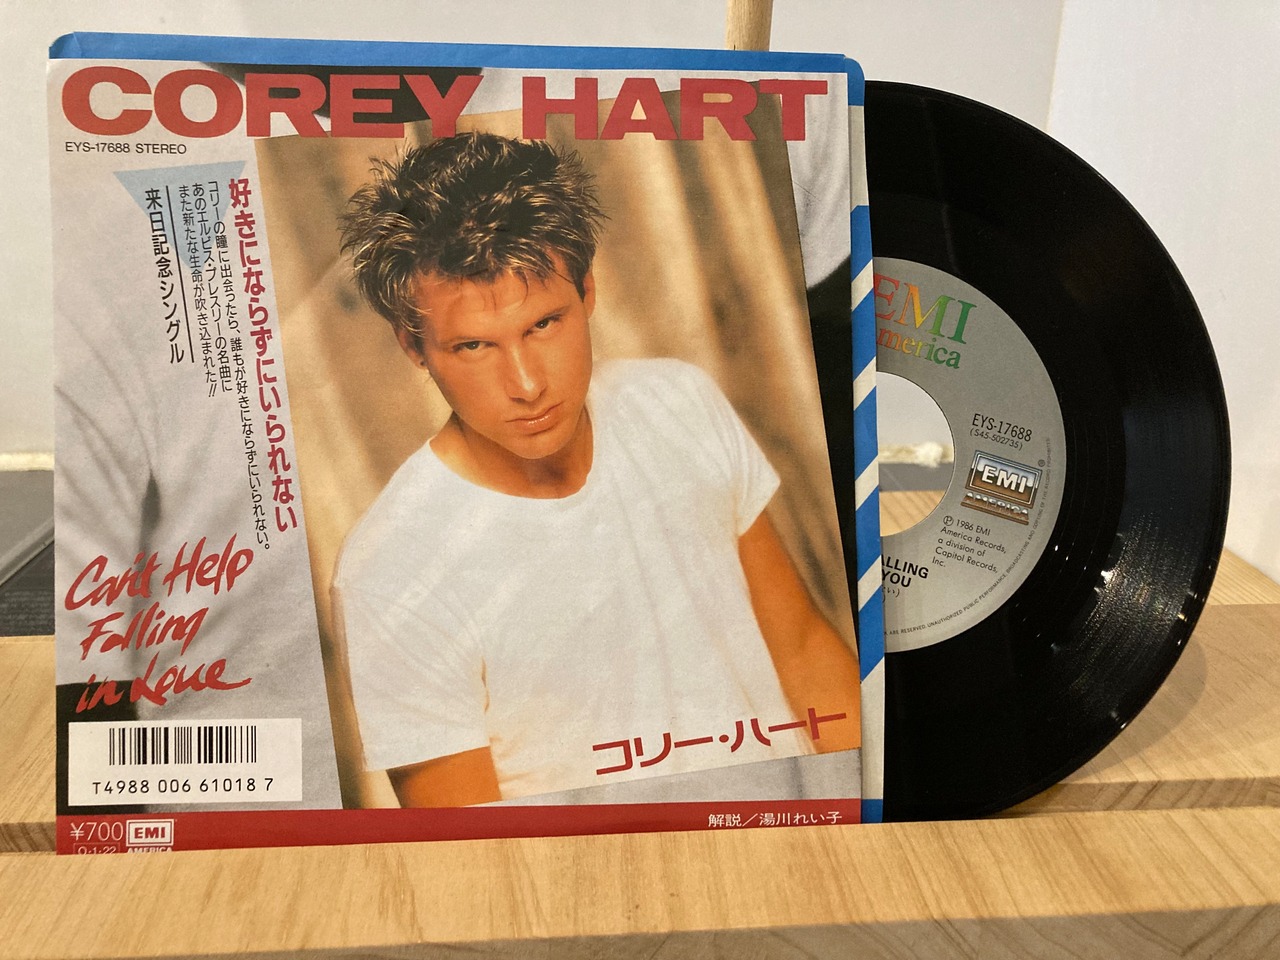 COREY HART
EYS-17688 STEREO
好きにならずにいられない
コリーの瞳に出会ったら、誰もが好きにならずにいられない。
あのエルビス・プレスリーの名曲に
また新たな生命が吹き込まれた!!
来日記念シングル
Can't Help
Falling
in Love
コリー・ハート
T4988 006 61018 7
¥700 EMI
AMERICA
Q-1-22
解説／湯川れい子
EMI
America
EYS-17688
(S45-502735)
EMI
AMERICA
Ⓟ 1986 EMI
America Records,
a division of
Capitol Records,
Inc.
ALLING
YOU